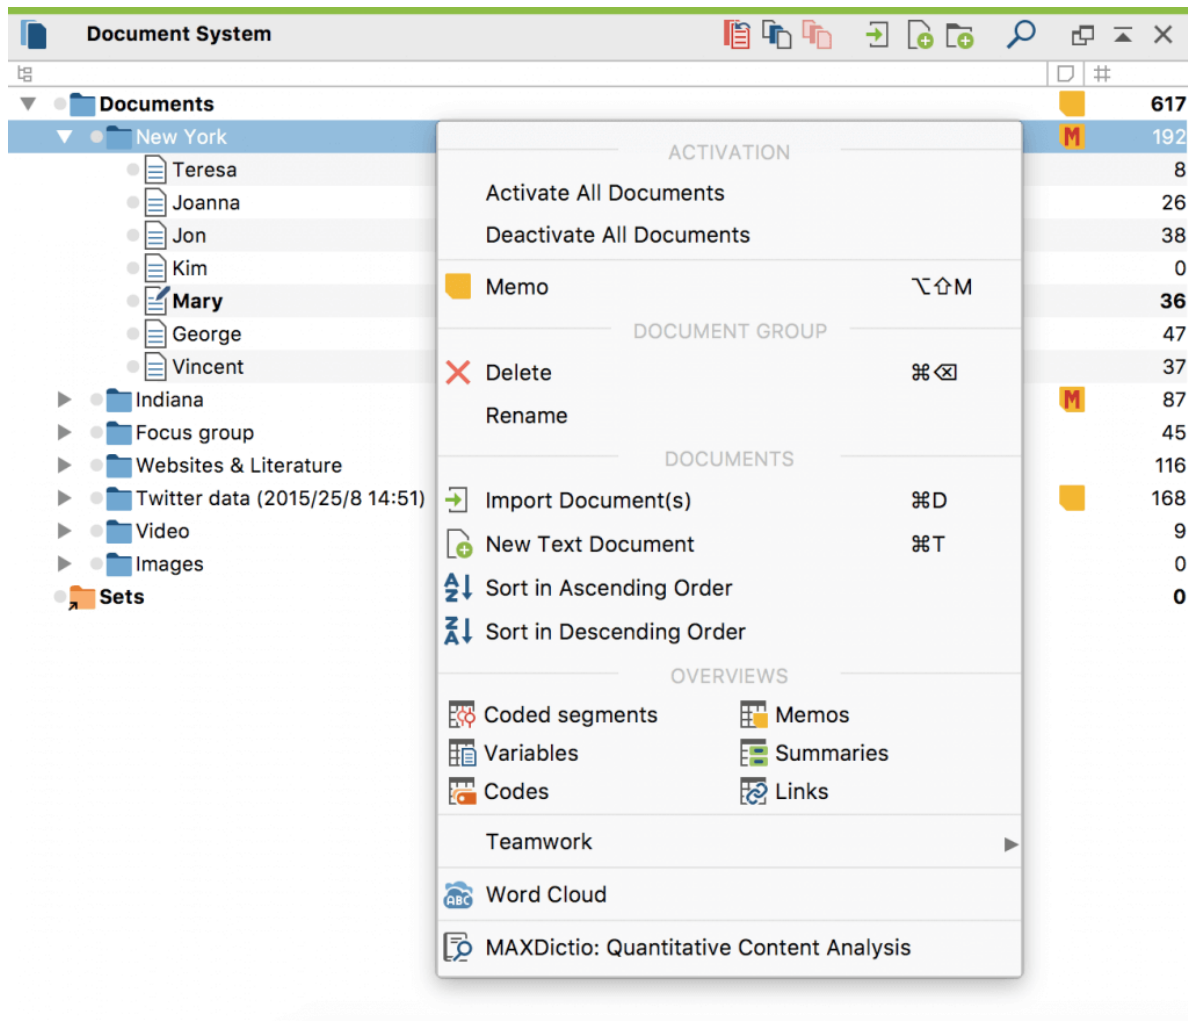 Document System
#
Documents 617
New York M 192
ACTIVATION
Teresa 8
Activate All Documents
Joanna 26
Deactivate All Documents
Jon 38
Kim 0
Memo ⌥⇧M
Mary 36
DOCUMENT GROUP
George 47
Vincent 37
Delete ⌘⌫
Indiana M 87
Rename
Focus group 45
DOCUMENTS
Websites & Literature 116
Twitter data (2015/25/8 14:51) 168
Import Document(s) ⌘D
Video 9
New Text Document ⌘T
Images 0
A Z Sort in Ascending Order
Sets 0
Z A Sort in Descending Order
OVERVIEWS
Coded segments Memos
Variables Summaries
Codes Links
Teamwork
ABC Word Cloud
MAXDictio: Quantitative Content Analysis